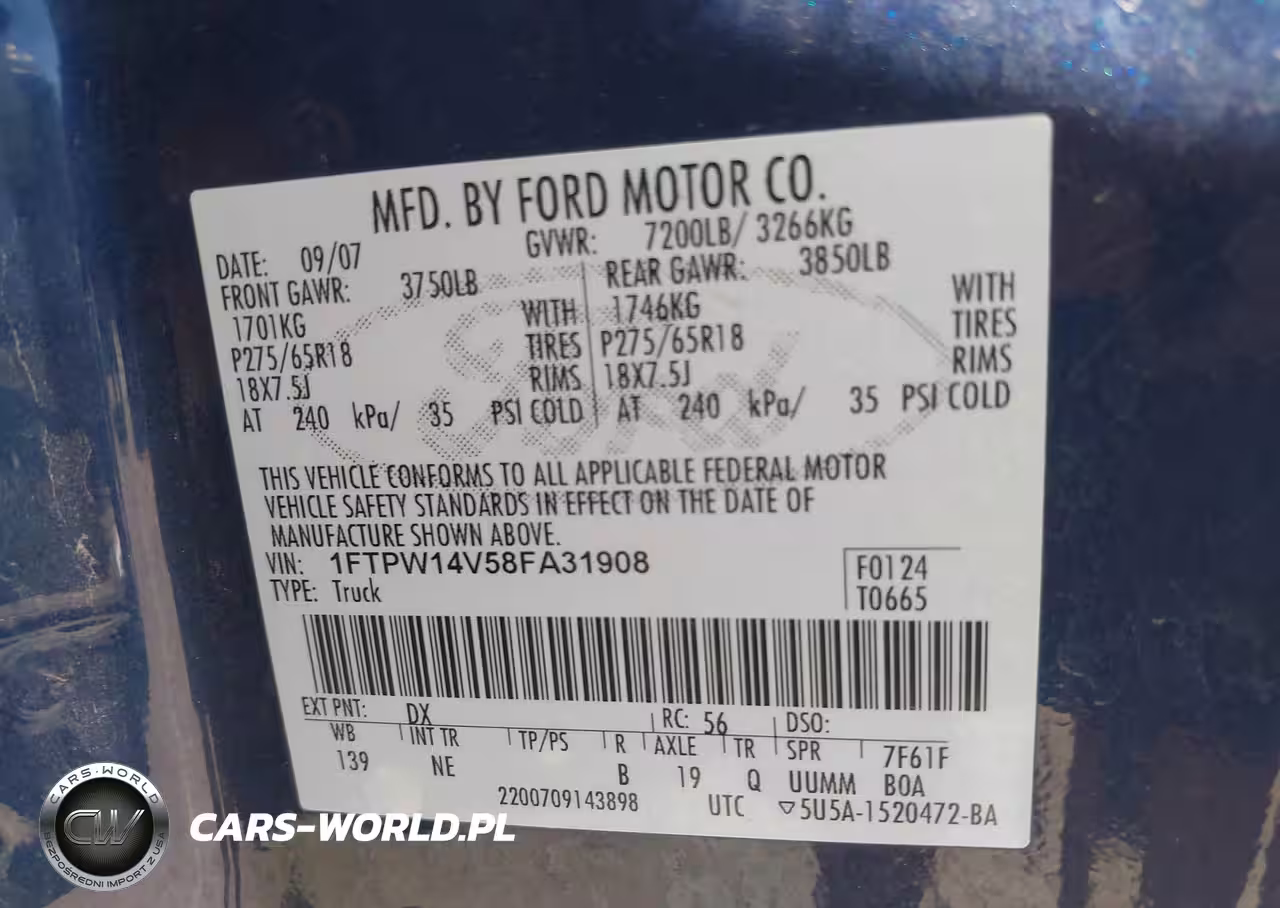 MFD. BY FORD MOTOR CO.
DATE: 09/07 GVWR: 7200LB/ 3266KG
FRONT GAWR: 3750LB REAR GAWR: 3850LB
1701KG WITH 1746KG WITH
P275/65R18 TIRES P275/65R18 TIRES
18X7.5J RIMS 18X7.5J RIMS
AT 240 kPa/ 35 PSI COLD AT 240 kPa/ 35 PSI COLD
Ford
THIS VEHICLE CONFORMS TO ALL APPLICABLE FEDERAL MOTOR
VEHICLE SAFETY STANDARDS IN EFFECT ON THE DATE OF
MANUFACTURE SHOWN ABOVE.
VIN: 1FTPW14V58FA31908
TYPE: Truck
F0124
T0665
EXT PNT: DX RC: 56 DSO:
WB INT TR TP/PS R AXLE TR SPR 7F61F
139 NE B 19 Q UUMM BOA
2200709143898 UTC ▽5U5A-1520472-BA
CARS-WORLD
CW
BEZPOŚREDNI IMPORT Z USA
CARS-WORLD.PL